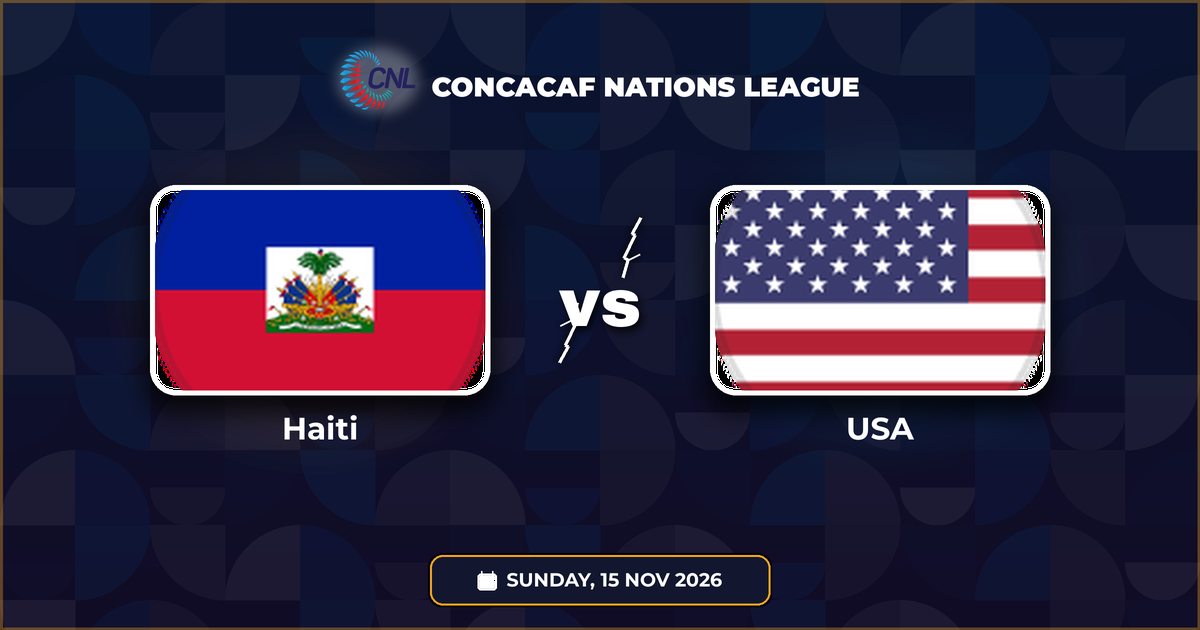 CNL
CONCACAF NATIONS LEAGUE
VS
Haiti
USA
SUNDAY, 15 NOV 2026